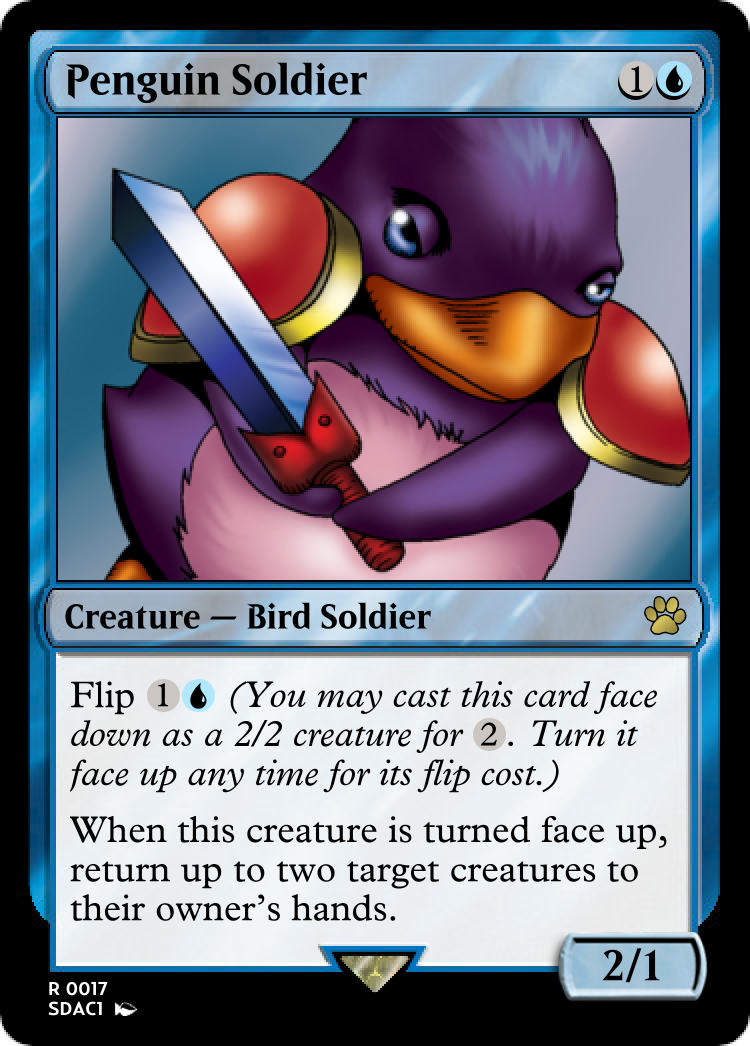 Penguin Soldier 1
Creature — Bird Soldier
Flip 1 (You may cast this card face
down as a 2/2 creature for 2. Turn it
face up any time for its flip cost.)
When this creature is turned face up,
return up to two target creatures to
their owner's hands.
2/1
R 0017
SDAC1